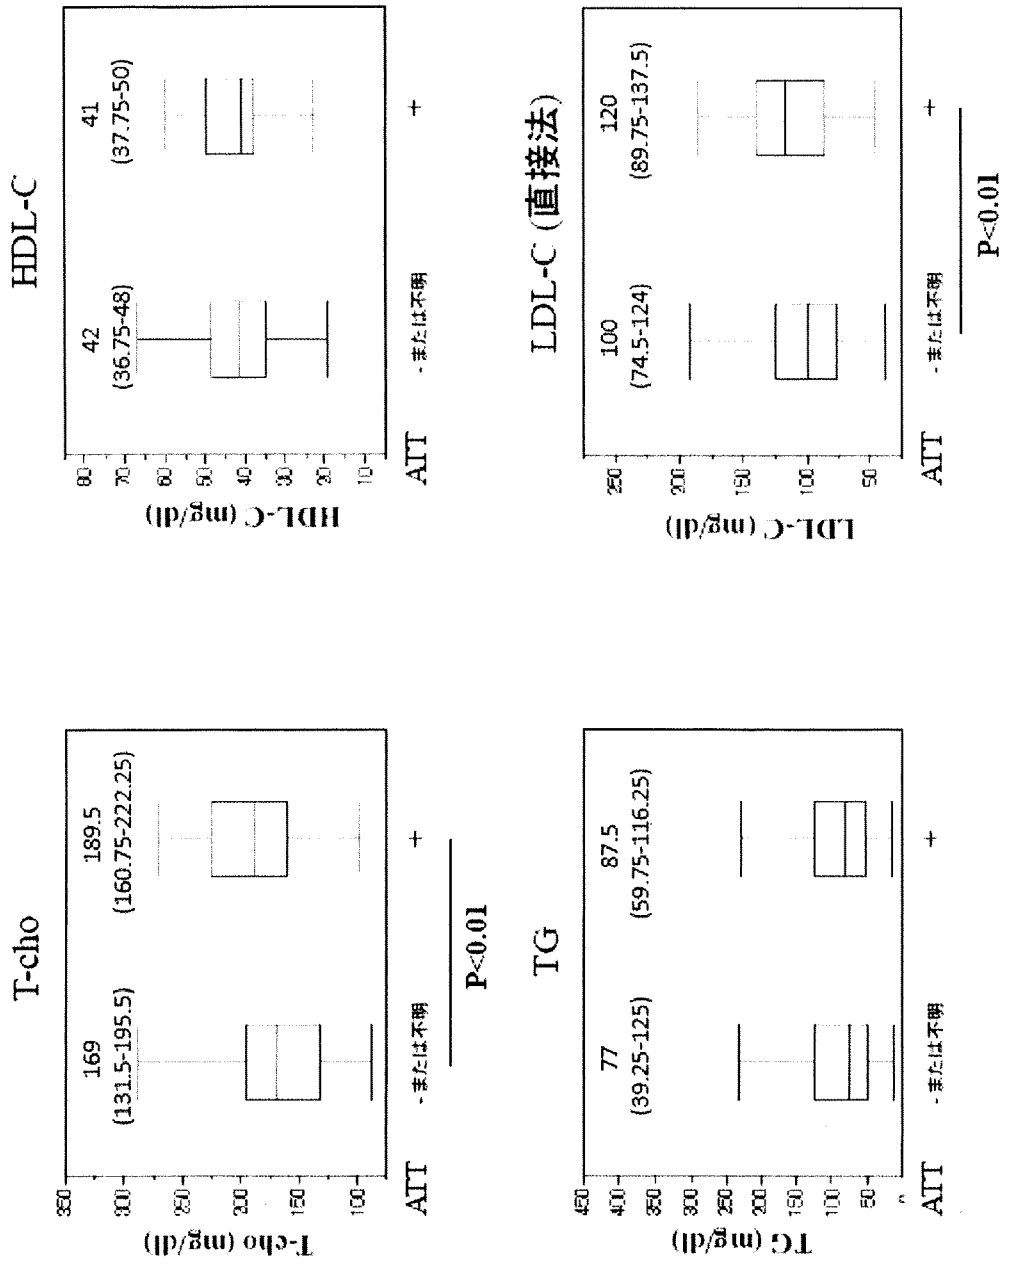 T-cho
T-cho (mg/dl)
350
300
250
200
150
100
169
(131.5-195.5)
189.5
(160.75-222.25)
ATT
- または不明
+
P<0.01
HDL-C
HDL-C (mg/dl)
80
70
60
50
40
30
20
10
42
(36.75-48)
41
(37.75-50)
ATT
- または不明
+
TG
TG (mg/dl)
450
400
350
300
250
200
150
100
50
0
77
(39.25-125)
87.5
(59.75-116.25)
ATT
- または不明
+
LDL-C (直接法)
LDL-C (mg/dl)
250
200
150
100
50
100
(74.5-124)
120
(89.75-137.5)
ATT
- または不明
+
P<0.01